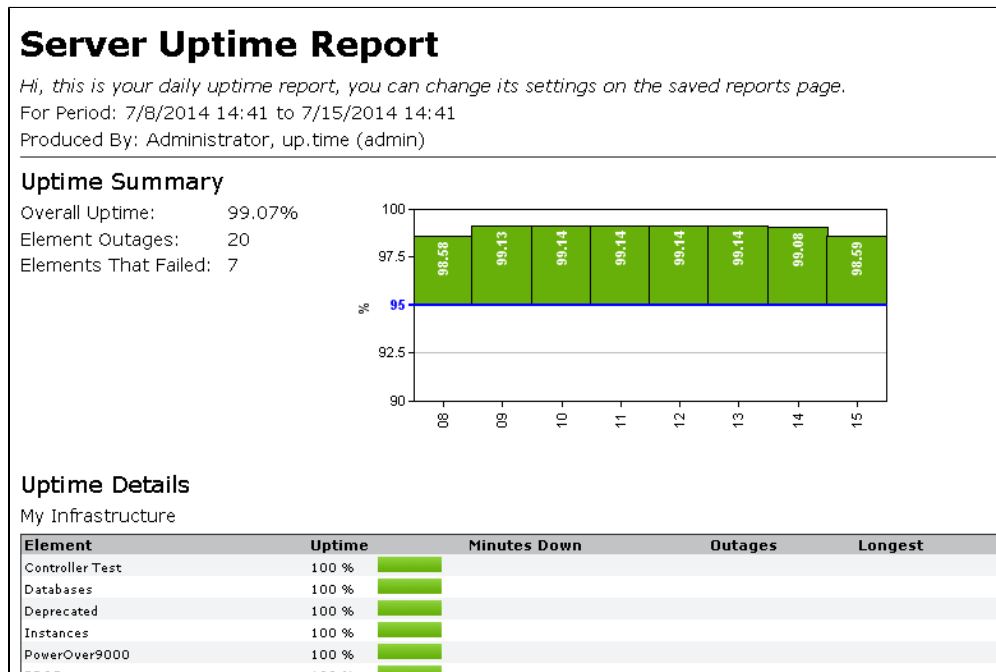 Server Uptime Report
Hi, this is your daily uptime report, you can change its settings on the saved reports page.
For Period: 7/8/2014 14:41 to 7/15/2014 14:41
Produced By: Administrator, up.time (admin)
Uptime Summary
Overall Uptime: 99.07%
Element Outages: 20
Elements That Failed: 7
100
97.5
95
92.5
90
%
98.58 99.13 99.14 99.14 99.14 99.14 99.08 98.59
08 09 10 11 12 13 14 15
Uptime Details
My Infrastructure
Element Uptime Minutes Down Outages Longest
Controller Test 100 %
Databases 100 %
Deprecated 100 %
Instances 100 %
PowerOver9000 100 %